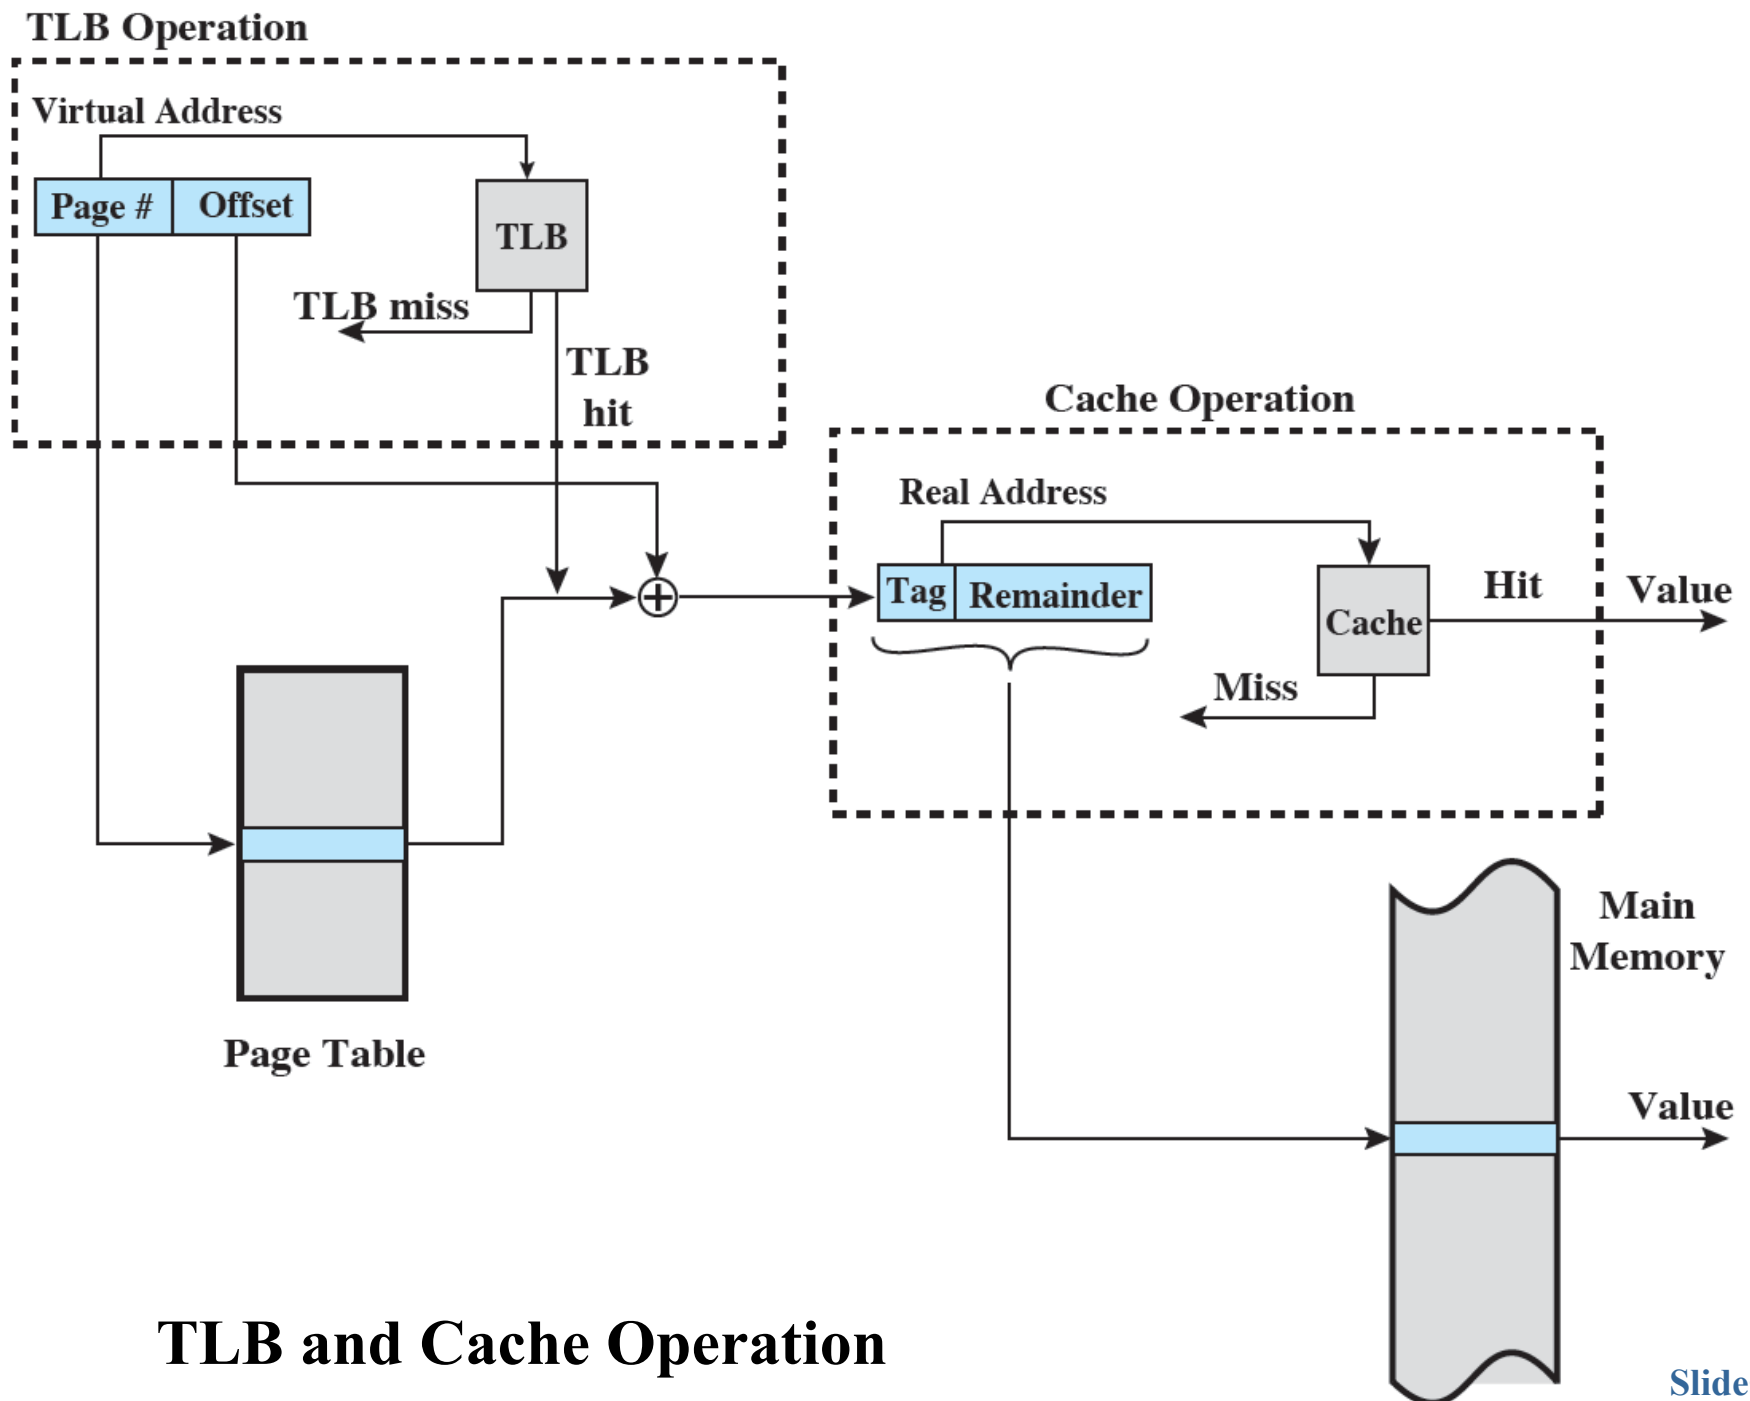 TLB Operation
Virtual Address
Page #
Offset
TLB
TLB miss
TLB
hit
Cache Operation
Real Address
Tag
Remainder
Cache
Hit
Value
Miss
Page Table
Main
Memory
Value
TLB and Cache Operation
Slide